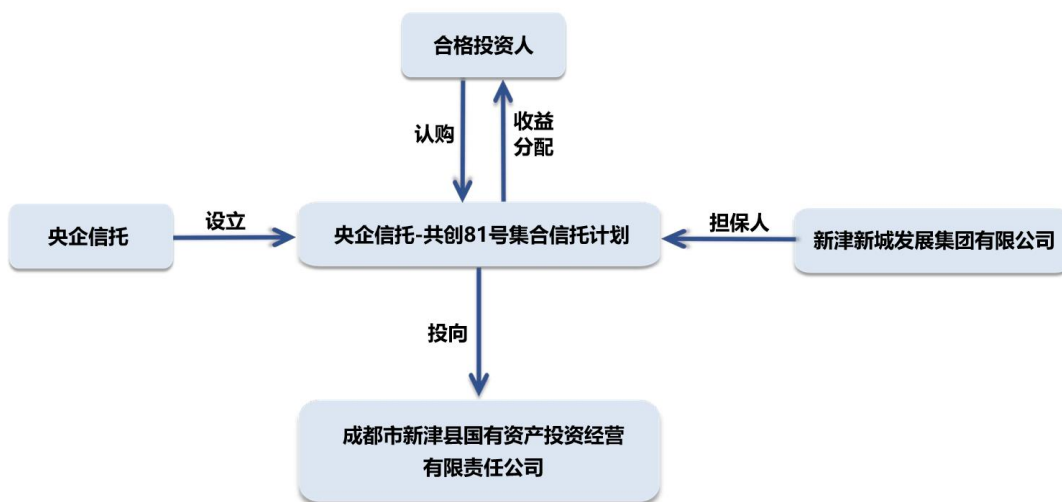 合格投资人
认购
收益
分配
央企信托
设立
央企信托-共创81号集合信托计划
担保人
新津新城发展集团有限公司
投向
成都市新津县国有资产投资经营
有限责任公司